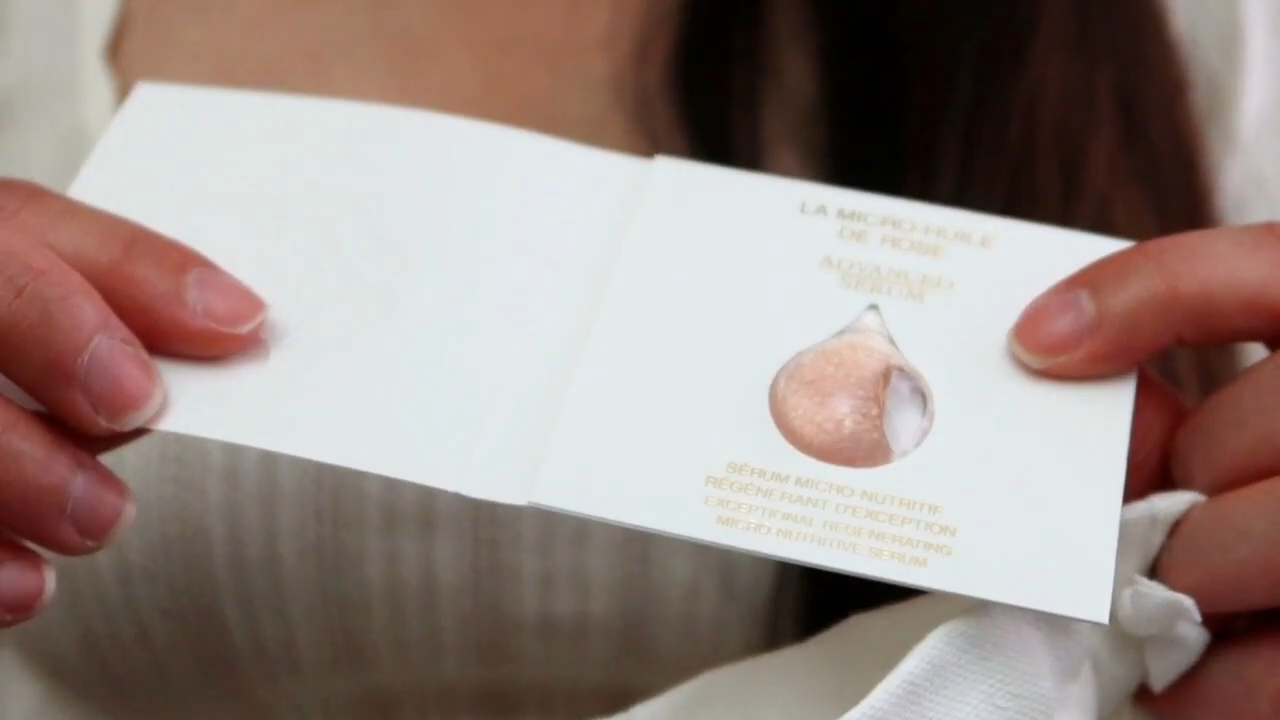 LA MICRO-HUILE
DE ROSE
ADVANCED
SERUM
SÉRUM MICRO-NUTRITIF
RÉGÉNÉRANT D'EXCEPTION
EXCEPTIONAL REGENERATING
MICRO-NUTRITIVE SERUM